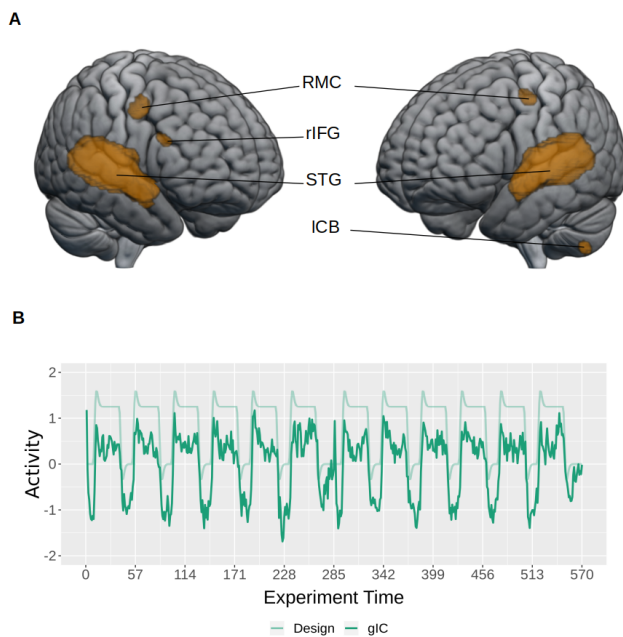 A
RMC
rIFG
STG
lCB
B
2
1
0
-1
-2
Activity
0 57 114 171 228 285 342 399 456 513 570
Experiment Time
Design gIC